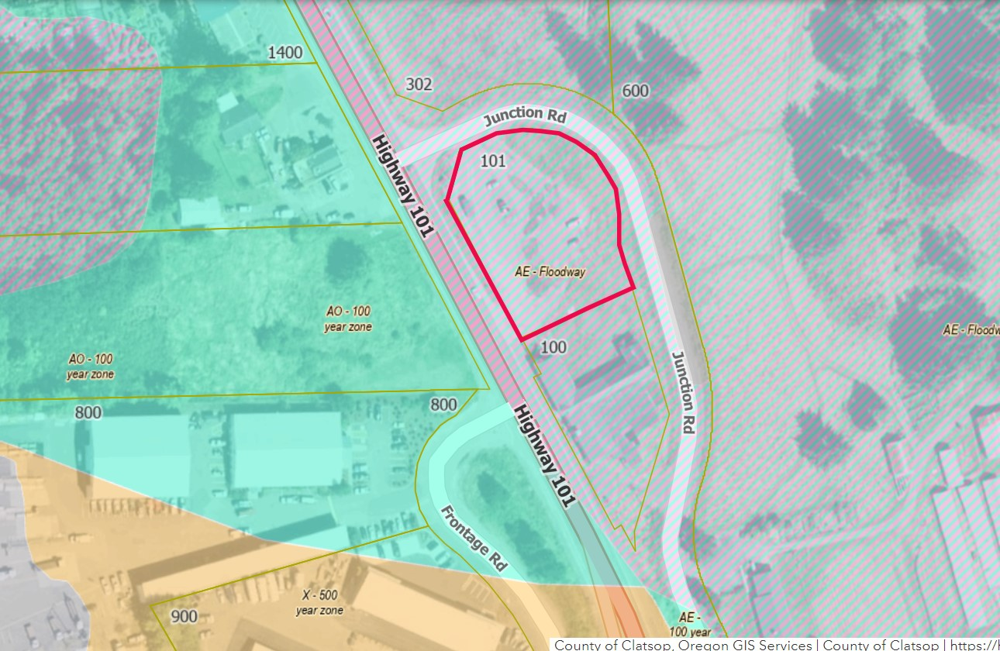 1400
302
600
Junction Rd
101
Highway 101
AE - Floodway
AO - 100
year zone
AE - Floodw
100
AO - 100
year zone
Junction Rd
800
800
Highway 101
Frontage Rd
X - 500
year zone
900
AE -
100 year
County of Clatsop, Oregon GIS Services | County of Clatsop | https://